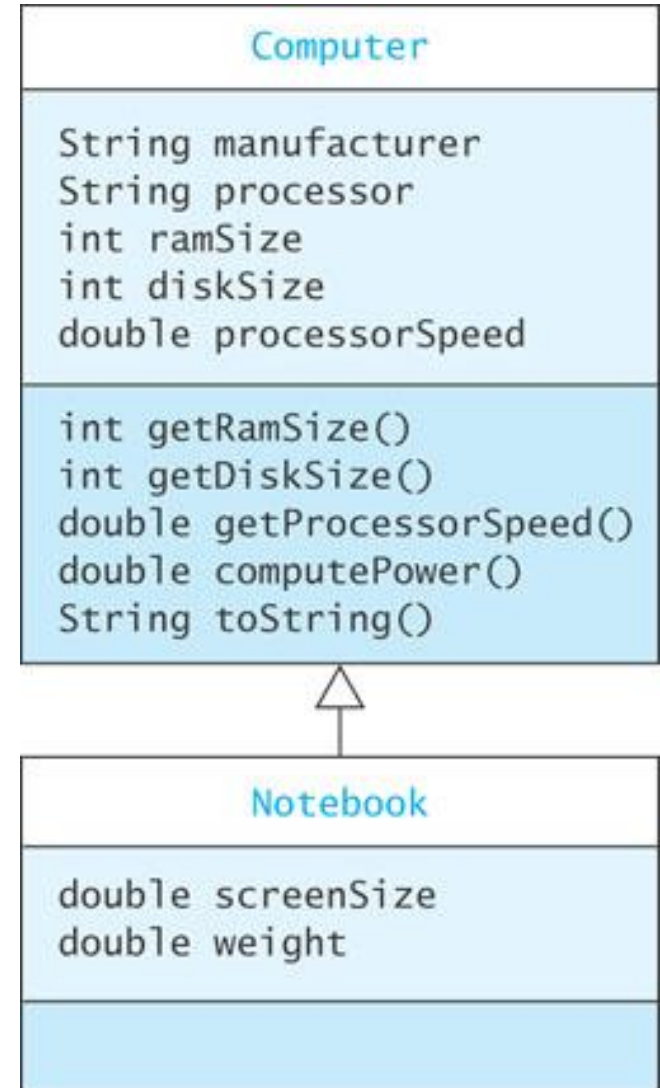 Computer
String manufacturer
String processor
int ramSize
int diskSize
double processorSpeed
int getRamSize()
int getDiskSize()
double getProcessorSpeed()
double computePower()
String toString()
Notebook
double screenSize
double weight